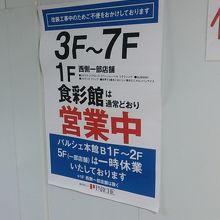 改装工事中のためご不便をおかけしております
3F~7F
1F 西側一部店舗
食彩館は
通常どおり
営業中
パルシェ本館B1F~2F
5F(一部店舗)は一時休業
いたしております
PARCHE